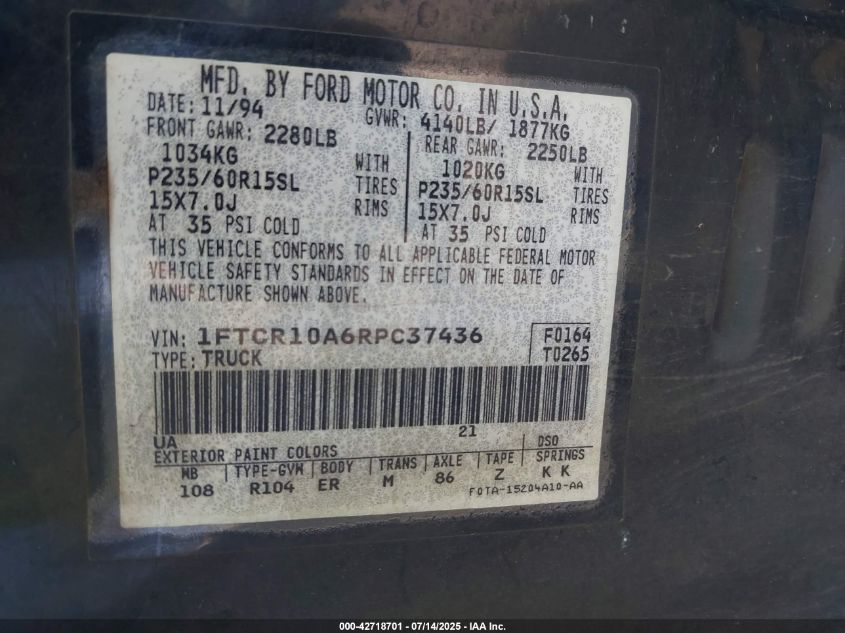 MFD. BY FORD MOTOR CO. IN U.S.A.
DATE: 11/94 GVWR: 4140LB/ 1877KG
FRONT GAWR: 2280LB REAR GAWR: 2250LB
1034KG WITH 1020KG WITH
P235/60R15SL TIRES P235/60R15SL TIRES
15X7.0J RIMS 15X7.0J RIMS
AT 35 PSI COLD AT 35 PSI COLD
THIS VEHICLE CONFORMS TO ALL APPLICABLE FEDERAL MOTOR
VEHICLE SAFETY STANDARDS IN EFFECT ON THE DATE OF
MANUFACTURE SHOWN ABOVE.
VIN: 1FTCR10A6RPC37436 F0164
TYPE: TRUCK T0265
UA 21 DSO
EXTERIOR PAINT COLORS
WB TYPE-GVW BODY TRANS AXLE TAPE SPRINGS
108 R104 ER M 86 Z K K
F0TA-15204A10-AA
000-42718701 - 07/14/2025 - IAA Inc.